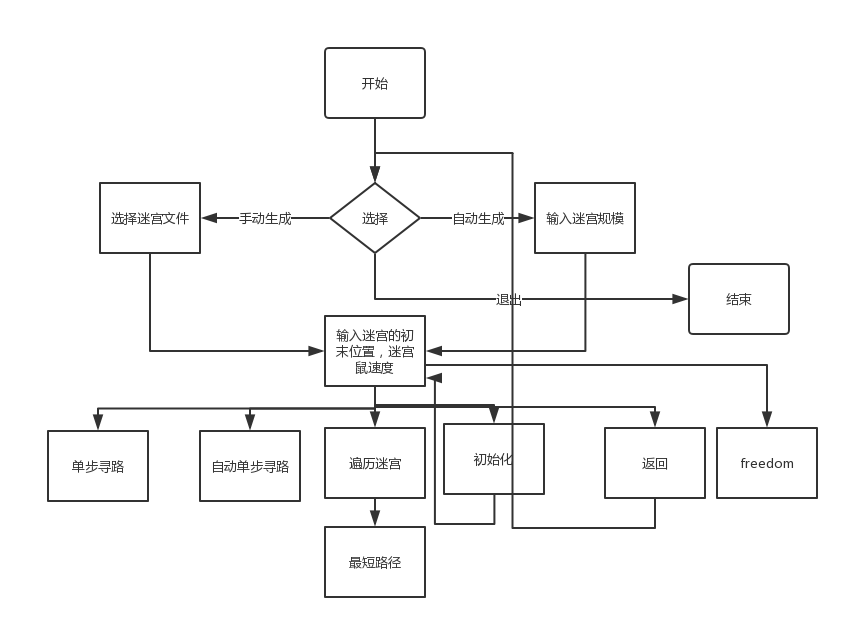 开始
选择迷宫文件
手动生成
选择
自动生成
输入迷宫规模
退出
结束
输入迷宫的初
末位置，迷宫
鼠速度
单步寻路
自动单步寻路
遍历迷宫
初始化
返回
freedom
最短路径